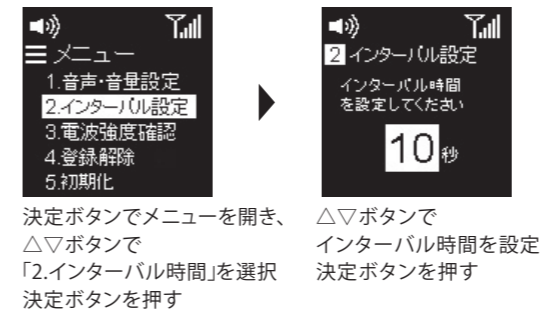 メニュー
1.音声・音量設定
2.インターバル設定
3.電波強度確認
4.登録解除
5.初期化
決定ボタンでメニューを開き、
△▽ボタンで
「2.インターバル時間」を選択
決定ボタンを押す
2 インターバル設定
インターバル時間
を設定してください
10秒
△▽ボタンで
インターバル時間を設定
決定ボタンを押す